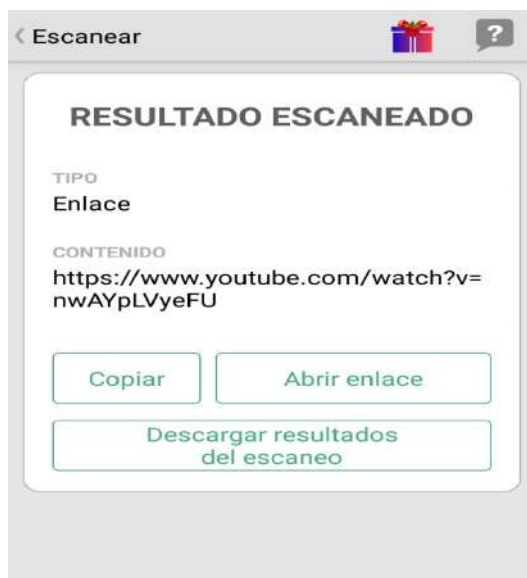 Escanear
?
RESULTADO ESCANEADO
TIPO
Enlace
CONTENIDO
https://www.youtube.com/watch?v=
nwAYpLVyeFU
Copiar
Abrir enlace
Descargar resultados
del escaneo